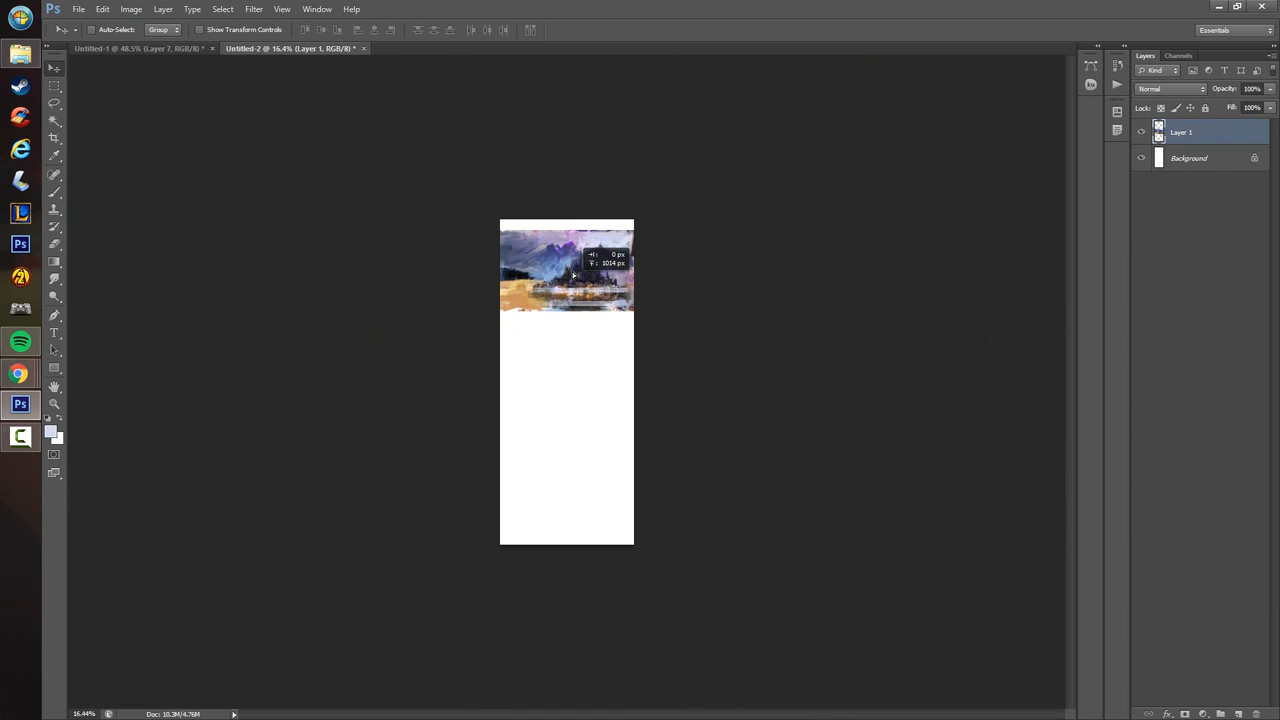 Ps File Edit Image Layer Type Select Filter View Window Help
Auto-Select: Group Show Transform Controls Essentials
Untitled-1 @ 48.5% (Layer 7, RGB/8) * × Untitled-2 @ 16.4% (Layer 1, RGB/8) * ×
Layers Channels
Kind
Normal Opacity: 100%
Lock: Fill: 100%
Layer 1
Background
0 px
1014 px
Ps
Ps
16.44% Doc: 10.3M/4.76M